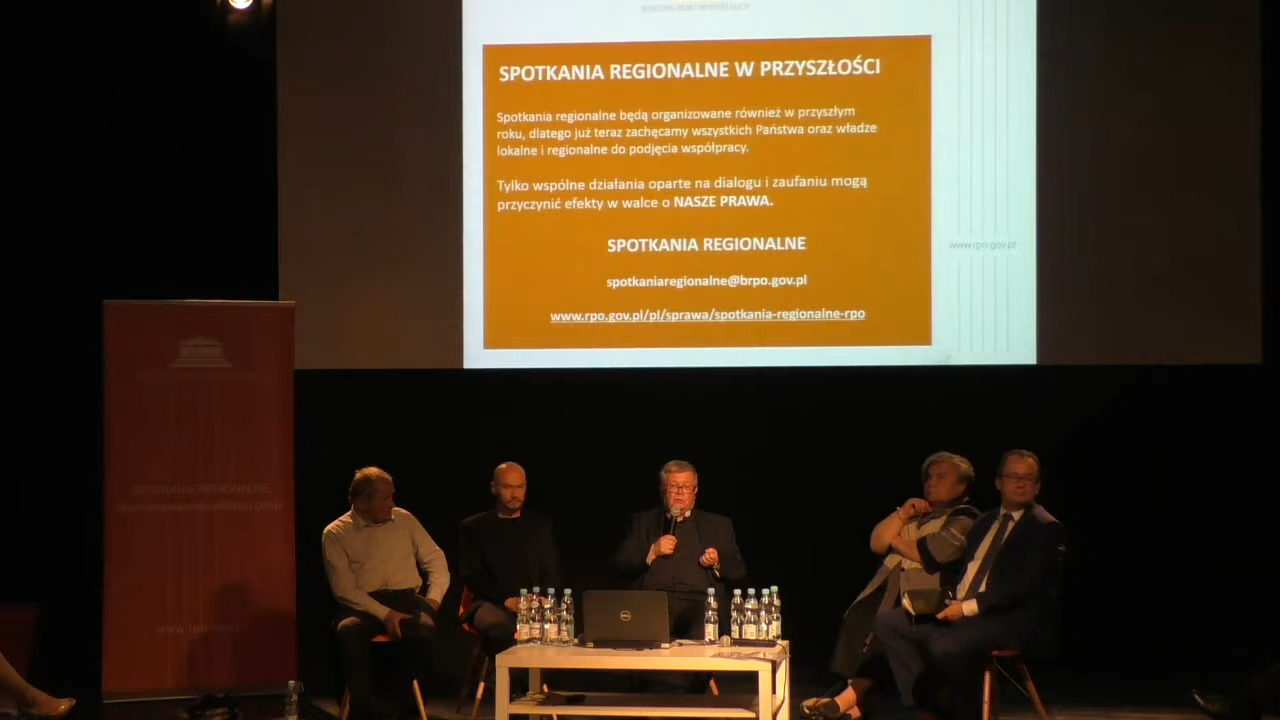 SPOTKANIA REGIONALNE W PRZYSZŁOŚCI
Spotkania regionalne będą organizowane również w przyszłym
roku, dlatego już teraz zachęcamy wszystkich Państwa oraz władze
lokalne i regionalne do podjęcia współpracy.
Tylko wspólne działania oparte na dialogu i zaufaniu mogą
przyczynić efekty w walce o NASZE PRAWA.
SPOTKANIA REGIONALNE
spotkaniaregionalne@brpo.gov.pl
www.rpo.gov.pl/pl/sprawa/spotkania-regionalne-rpo
www.rpo.gov.pl
SPOTKANIA REGIONALNE
DELL